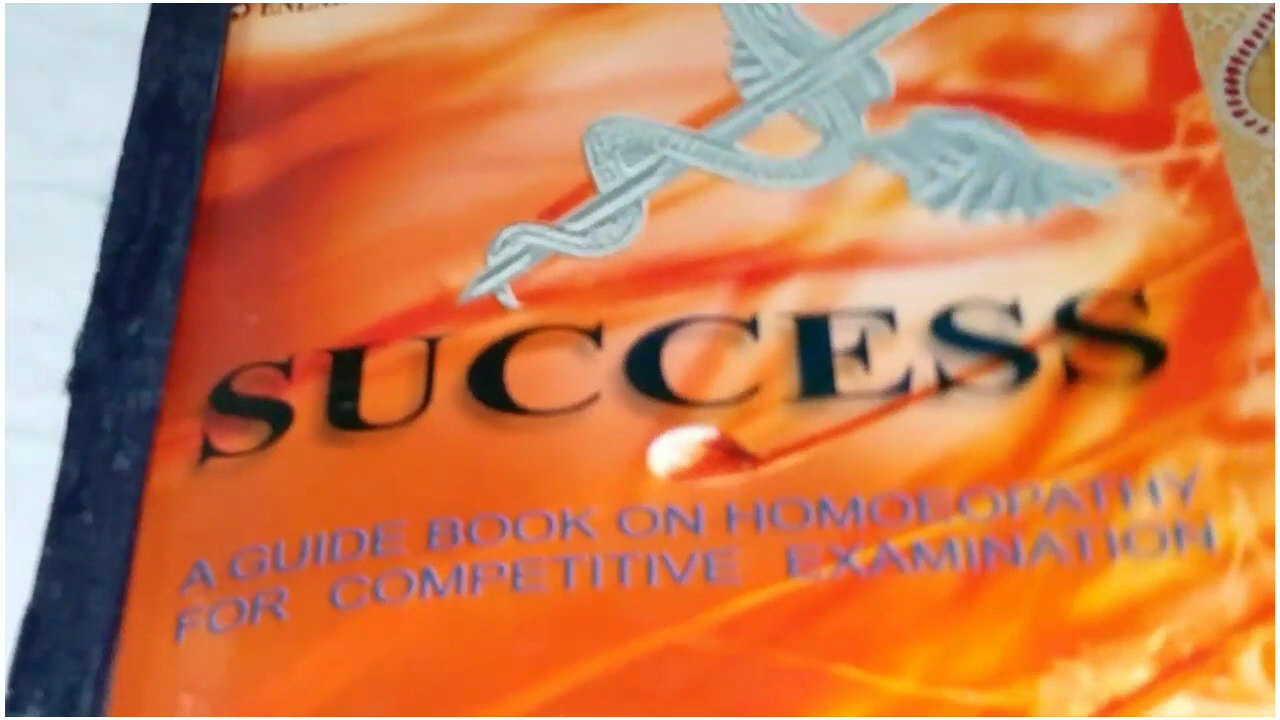 SUCCESS
A GUIDE BOOK ON HOMOEOPATHY
FOR COMPETITIVE EXAMINATION